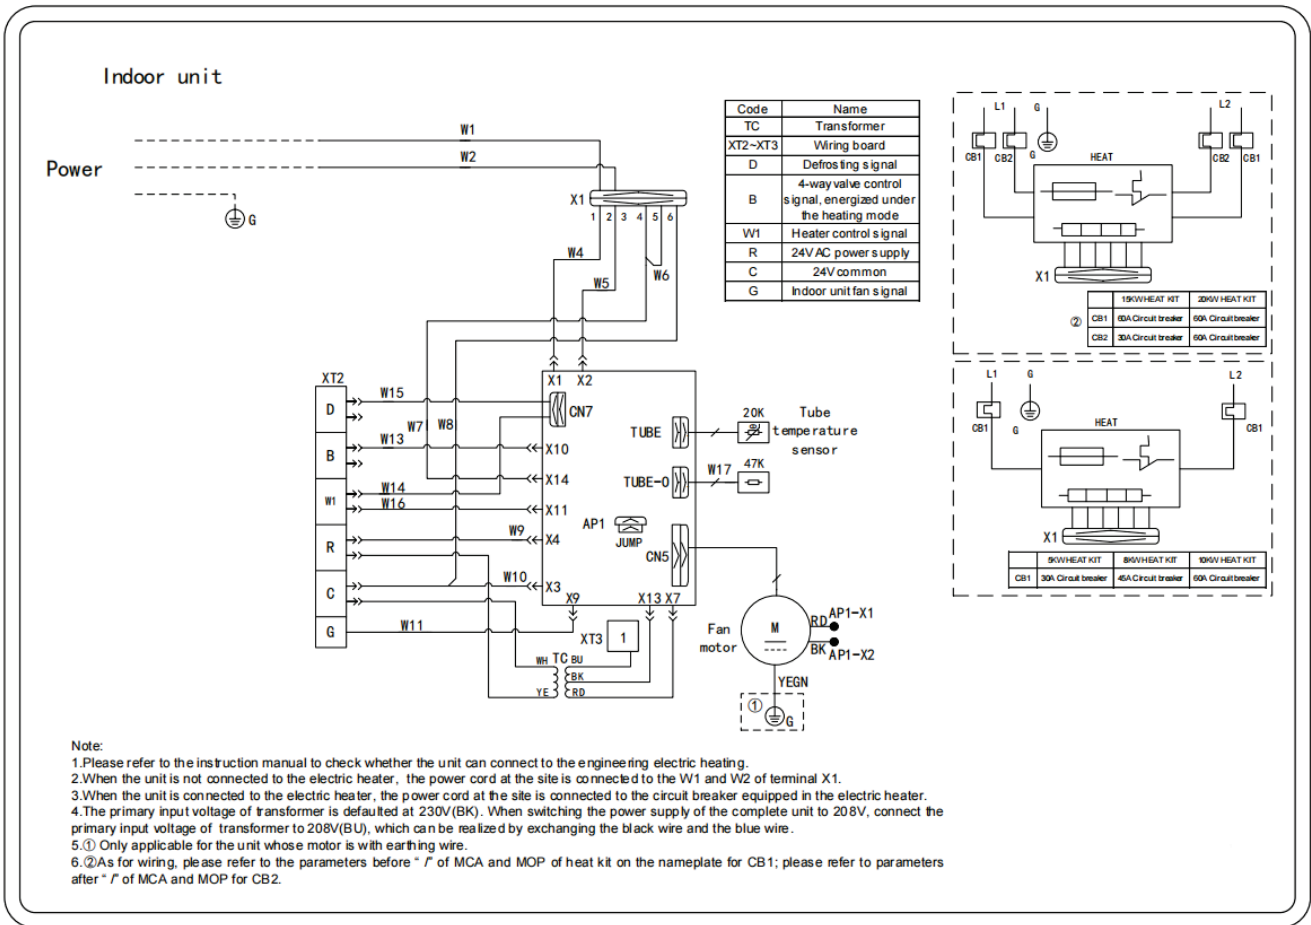 Indoor unit
Power
W1
W2
G
X1
1 2 3 4 5 6
W4
W5
W6
Code Name
TC Transformer
XT2~XT3 Wiring board
D Defrosting signal
B 4-way valve control
signal, energized under
the heating mode
W1 Heater control signal
R 24V AC power supply
C 24V common
G Indoor unit fan signal
L1 G L2
CB1 CB2 G HEAT CB2 CB1
X1
15KW HEAT KIT 20KW HEAT KIT
② CB1 60A Circuit breaker 60A Circuit breaker
CB2 30A Circuit breaker 60A Circuit breaker
L1 G L2
CB1 G HEAT CB1
X1
5KW HEAT KIT 8KW HEAT KIT 10KW HEAT KIT
CB1 30A Circuit breaker 45A Circuit breaker 60A Circuit breaker
XT2
D
B
W1
R
C
G
W15
W7 W8
W13
W14
W16
W9
W10
W11
X1 X2
CN7
X10
X14
X11
X4
X3
X9 X13 X7
TUBE
TUBE-0
AP1
JUMP
CN5
20K
Tube
temperature
sensor
W17
47K
XT3 1
WH TC BU
BK
YE RD
Fan
motor
M
RD AP1-X1
BK AP1-X2
YEGN
① G
Note:
1.Please refer to the instruction manual to check whether the unit can connect to the engineering electric heating.
2.When the unit is not connected to the electric heater, the power cord at the site is connected to the W1 and W2 of terminal X1.
3.When the unit is connected to the electric heater, the power cord at the site is connected to the circuit breaker equipped in the electric heater.
4.The primary input voltage of transformer is defaulted at 230V(BK). When switching the power supply of the complete unit to 208V, connect the
primary input voltage of transformer to 208V(BU), which can be realized by exchanging the black wire and the blue wire.
5.① Only applicable for the unit whose motor is with earthing wire.
6.②As for wiring, please refer to the parameters before “ /” of MCA and MOP of heat kit on the nameplate for CB1; please refer to parameters
after “ /” of MCA and MOP for CB2.